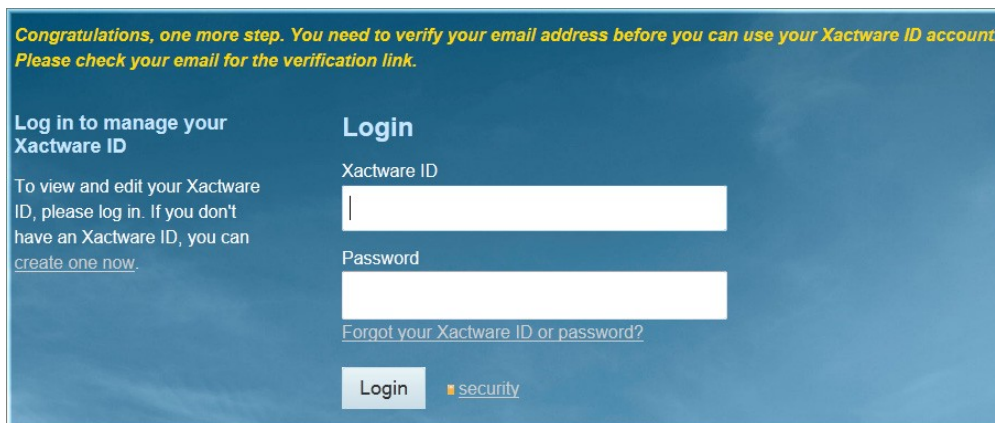 Congratulations, one more step. You need to verify your email address before you can use your Xactware ID account.
Please check your email for the verification link.
Log in to manage your
Xactware ID
To view and edit your Xactware
ID, please log in. If you don't
have an Xactware ID, you can
create one now.
Login
Xactware ID
Password
Forgot your Xactware ID or password?
Login
security